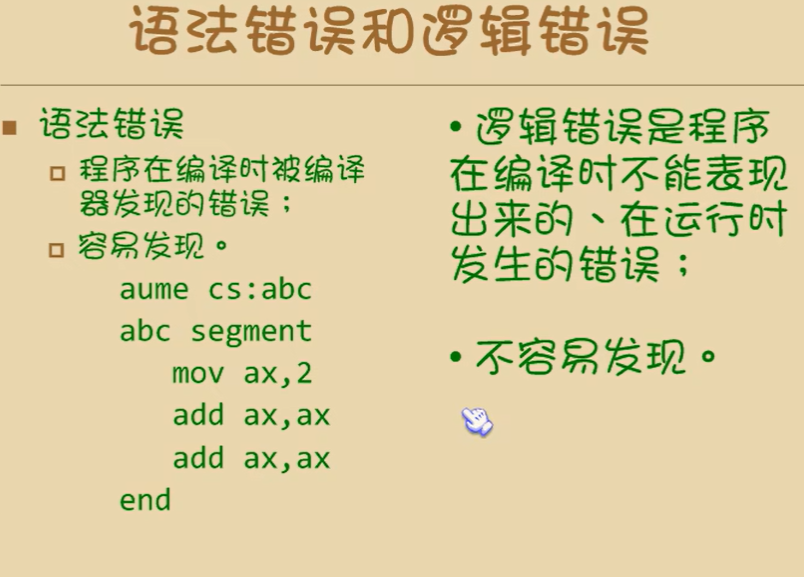 语法错误和逻辑错误
语法错误
程序在编译时被编译
器发现的错误；
容易发现。
aume cs:abc
abc segment
mov ax,2
add ax,ax
add ax,ax
end
•逻辑错误是程序
在编译时不能表现
出来的、在运行时
发生的错误；
•不容易发现。